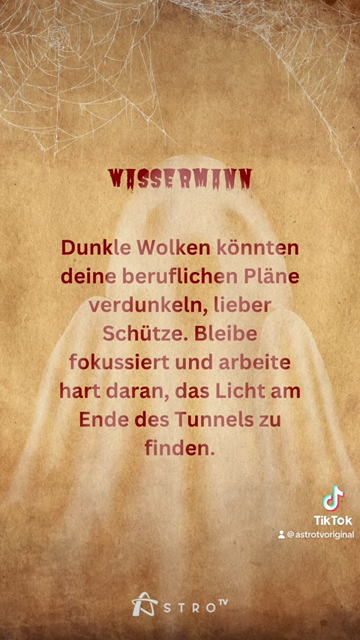 WASSERMANN
Dunkle Wolken könnten
deine beruflichen Pläne
verdunkeln, lieber
Schütze. Bleibe
fokussiert und arbeite
hart daran, das Licht am
Ende des Tunnels zu
finden.
TikTok
@astrotvoriginal
ASTRO TV